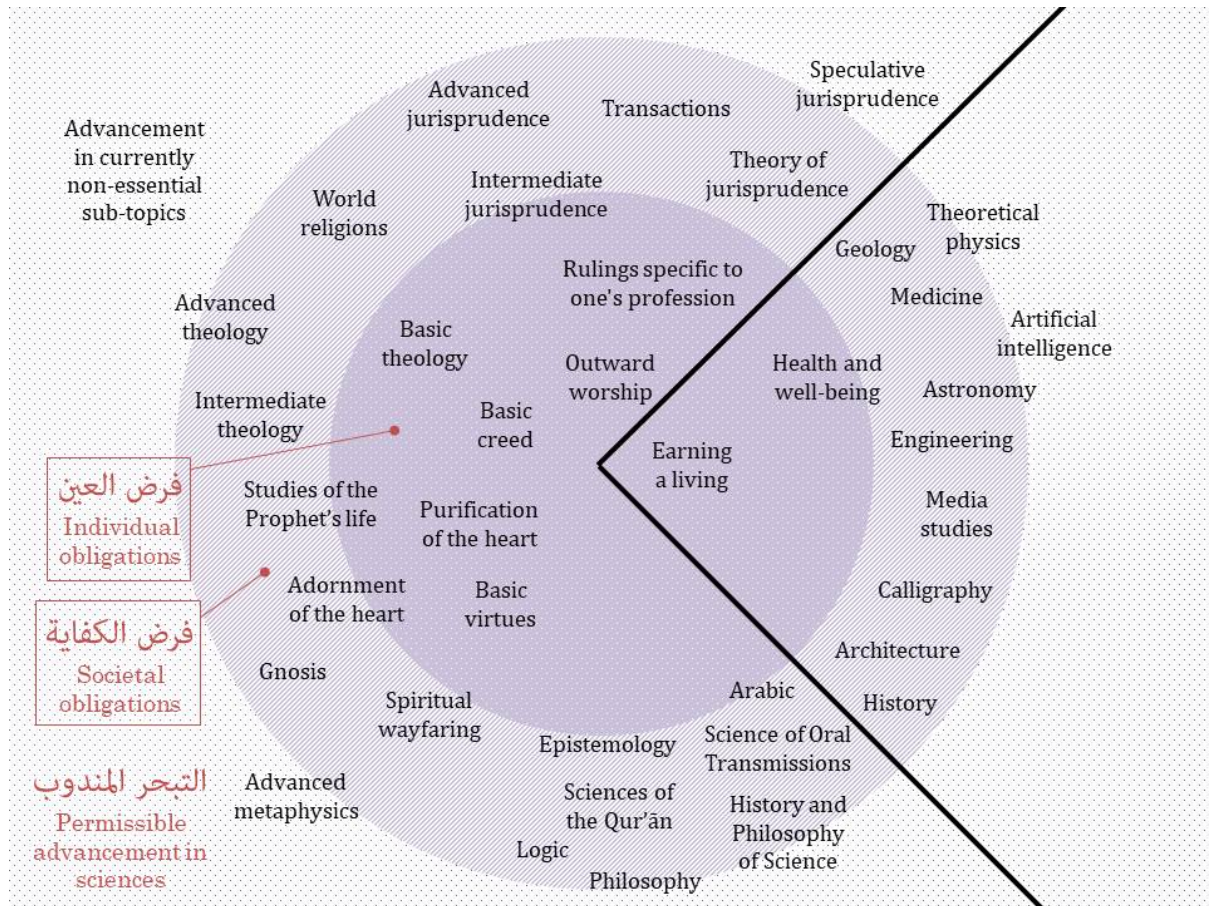 Advanced
jurisprudence
Transactions
Speculative
jurisprudence
Advancement
in currently
non-essential
sub-topics
World
religions
Intermediate
jurisprudence
Theory of
jurisprudence
Theoretical
physics
Geology
Rulings specific to
one's profession
Medicine
Artificial
intelligence
Advanced
theology
Basic
theology
Outward
worship
Health and
well-being
Astronomy
Intermediate
theology
Basic
creed
Earning
a living
Engineering
فرض العين
Individual
obligations
Studies of the
Prophet's life
Purification
of the heart
Media
studies
فرض الكفاية
Societal
obligations
Adornment
of the heart
Basic
virtues
Calligraphy
Gnosis
Spiritual
wayfaring
Architecture
Arabic
History
Epistemology
Science of Oral
Transmissions
التبحر المندوب
Permissible
advancement in
sciences
Advanced
metaphysics
Sciences of
the Qur'ān
History and
Philosophy
of Science
Logic
Philosophy